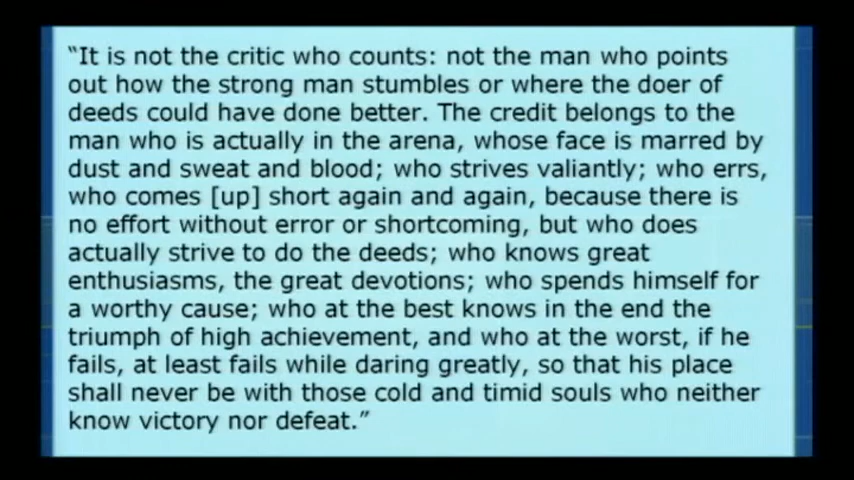 “It is not the critic who counts: not the man who points
out how the strong man stumbles or where the doer of
deeds could have done better. The credit belongs to the
man who is actually in the arena, whose face is marred by
dust and sweat and blood; who strives valiantly; who errs,
who comes [up] short again and again, because there is
no effort without error or shortcoming, but who does
actually strive to do the deeds; who knows great
enthusiasms, the great devotions; who spends himself for
a worthy cause; who at the best knows in the end the
triumph of high achievement, and who at the worst, if he
fails, at least fails while daring greatly, so that his place
shall never be with those cold and timid souls who neither
know victory nor defeat.”